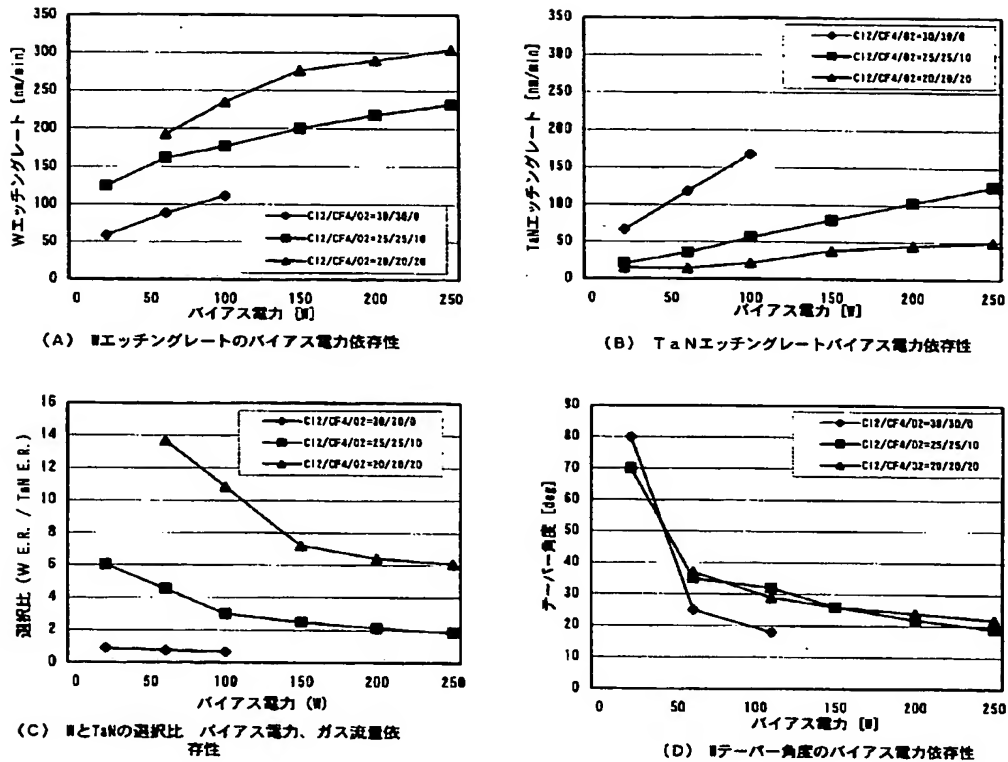 350
300
250
200
150
100
50
0
Wエッチングレート [nm/min]
Cl2/CF4/O2=30/30/0
Cl2/CF4/O2=25/25/10
Cl2/CF4/O2=20/20/20
0 50 100 150 200 250
バイアス電力 [W]
(A) Wエッチングレートのバイアス電力依存性
350
300
250
200
150
100
50
0
TaNエッチングレート [nm/min]
Cl2/CF4/O2=30/30/0
Cl2/CF4/O2=25/25/10
Cl2/CF4/O2=20/20/20
0 50 100 150 200 250
バイアス電力 [W]
(B) TaNエッチングレートバイアス電力依存性
16
14
12
10
8
6
4
2
0
選択比 (W E.R. / TaN E.R.)
Cl2/CF4/O2=30/30/0
Cl2/CF4/O2=25/25/10
Cl2/CF4/O2=20/20/20
0 50 100 150 200 250
バイアス電力 (W)
(C) WとTaNの選択比 バイアス電力、ガス流量依
存性
90
80
70
60
50
40
30
20
10
0
テーパー角度 [deg]
Cl2/CF4/O2=30/30/0
Cl2/CF4/O2=25/25/10
Cl2/CF4/O2=20/20/20
0 50 100 150 200 250
バイアス電力 [W]
(D) Wテーパー角度のバイアス電力依存性